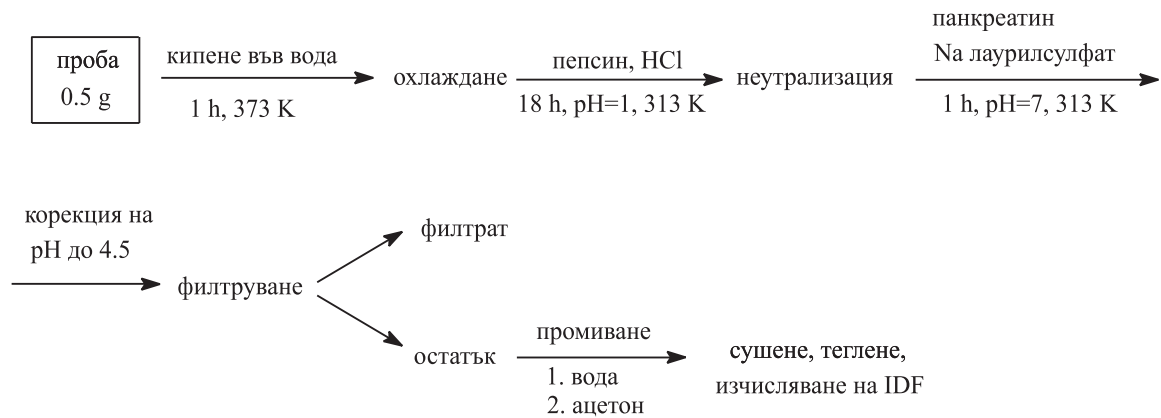 проба
0.5 g
кипене във вода
1 h, 373 K
охлаждане
пепсин, HCl
18 h, pH=1, 313 K
неутрализация
панкреатин
Na лаурилсулфат
1 h, pH=7, 313 K
корекция на
pH до 4.5
филтруване
филтрат
остатък
промиване
1. вода
2. ацетон
сушене, теглене,
изчисляване на IDF